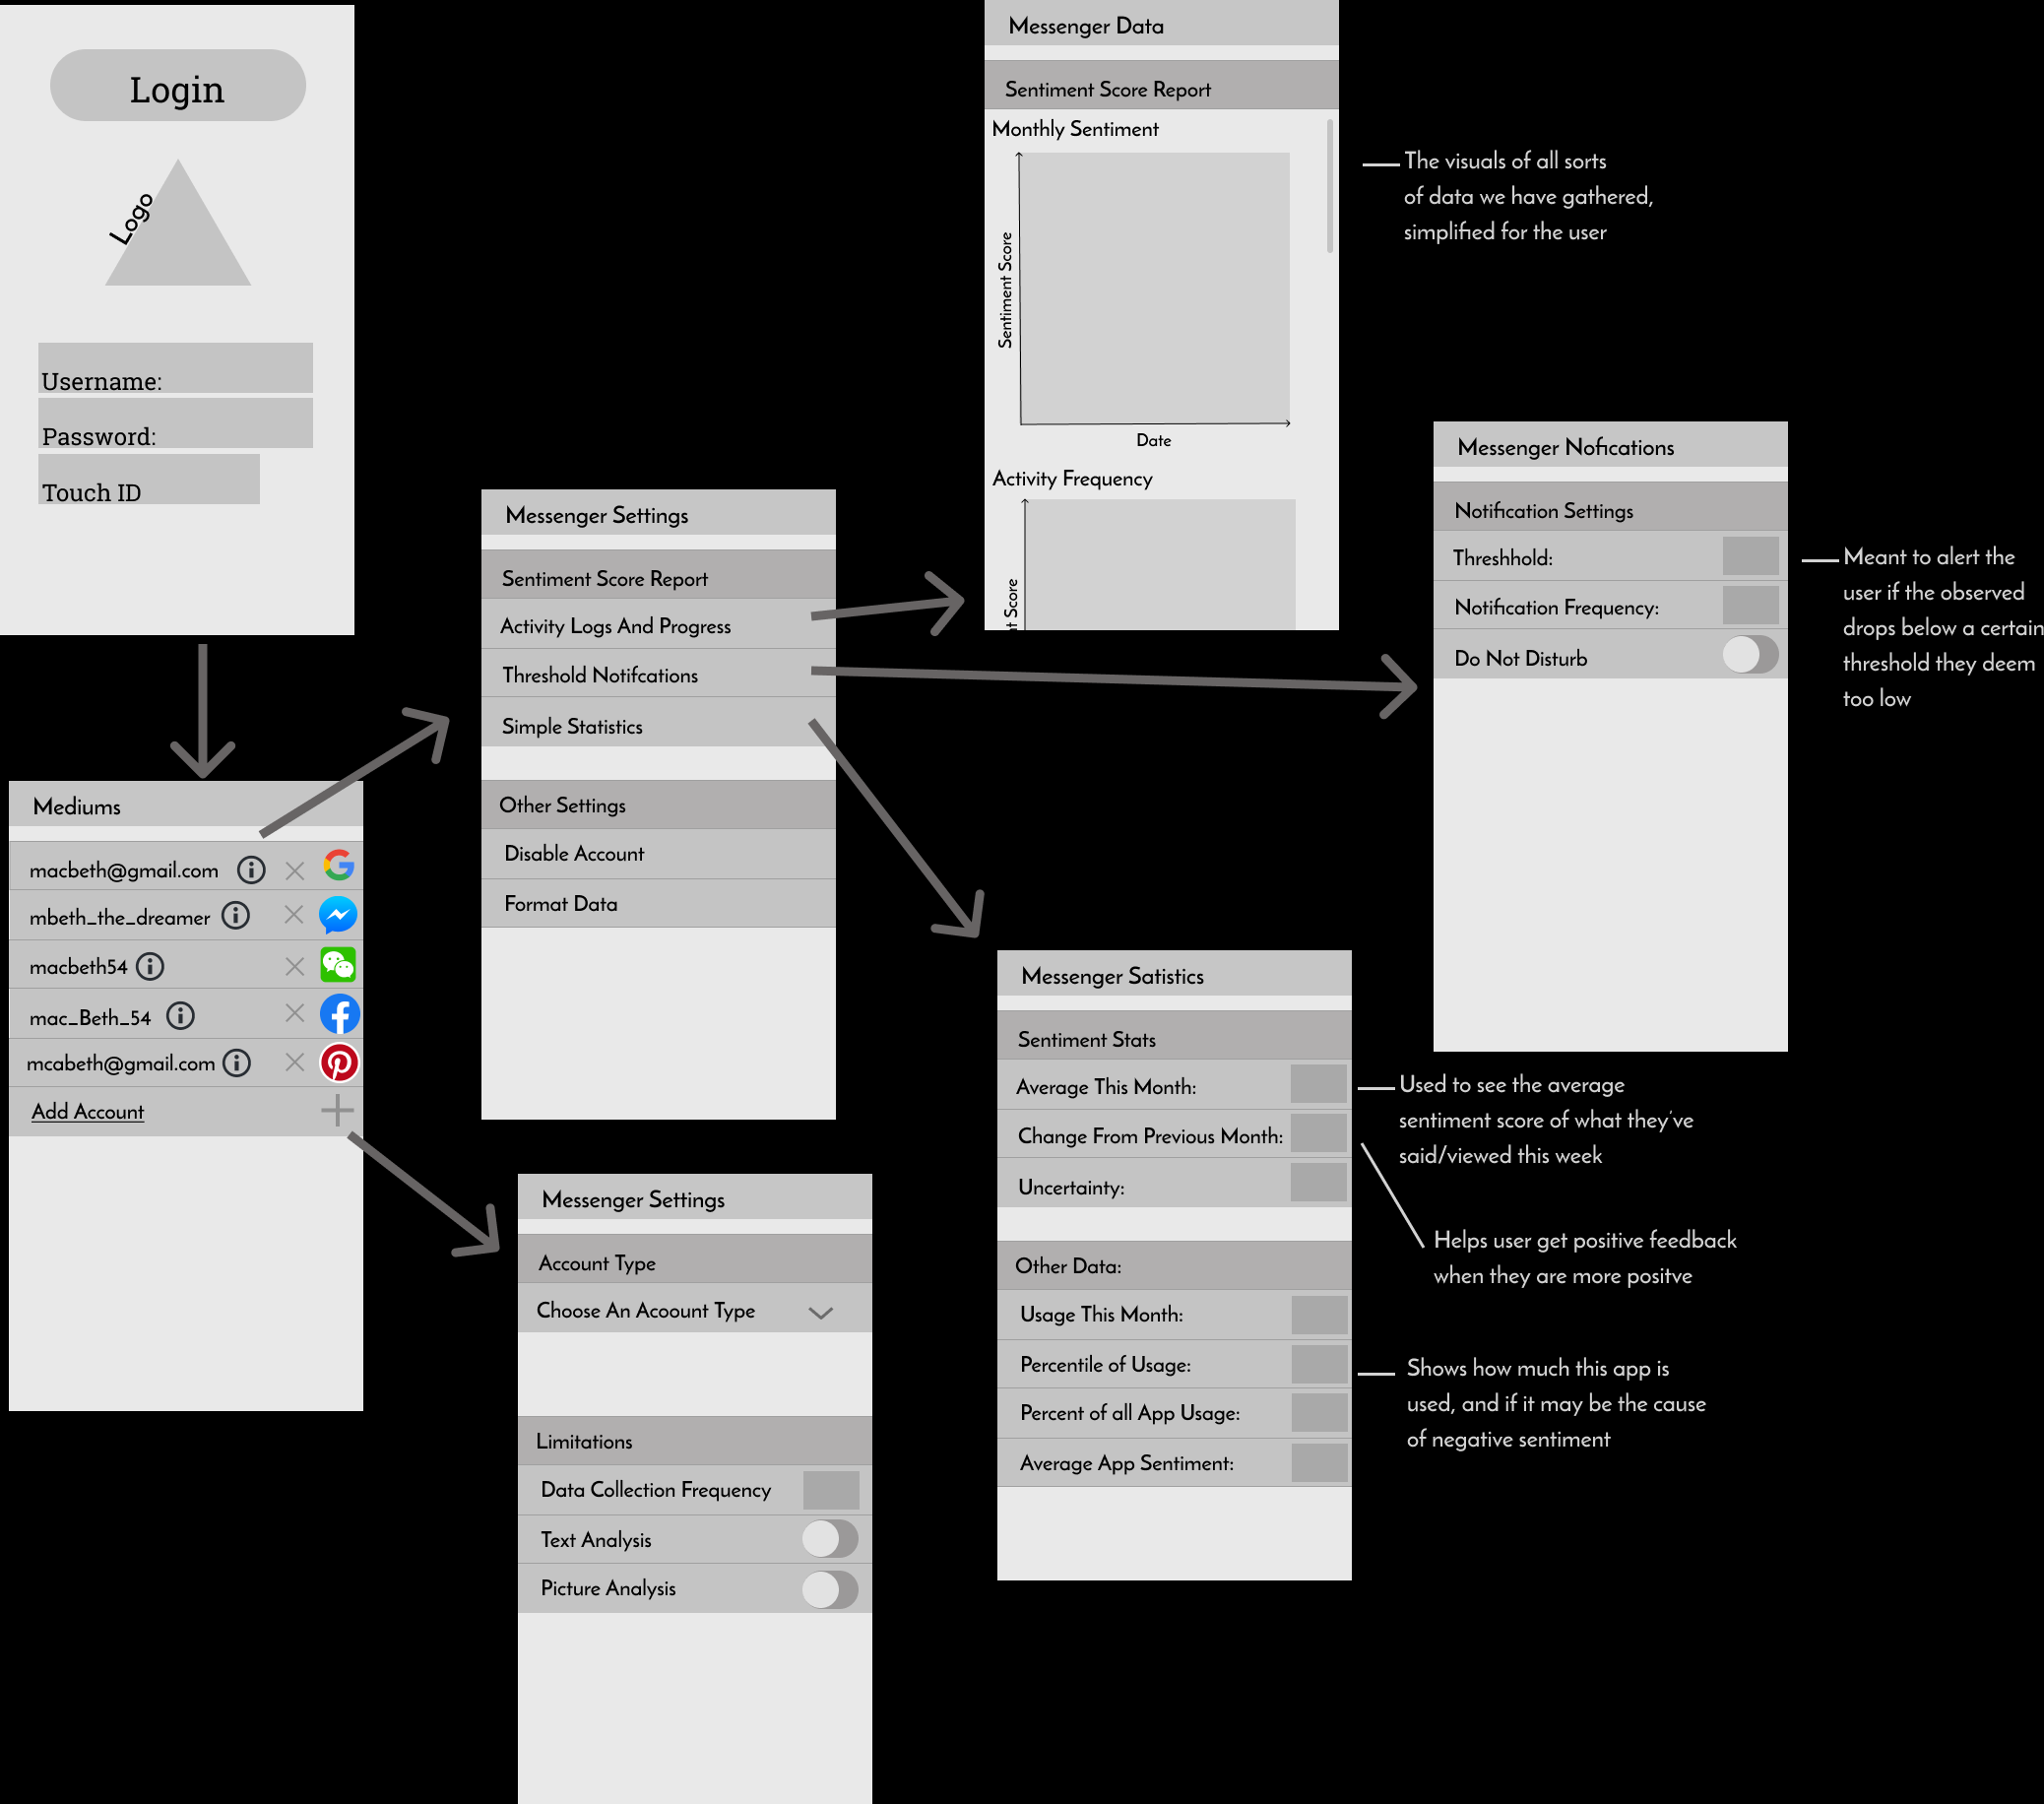 Login
Logo
Username:
Password:
Touch ID
Mediums
macbeth@gmail.com
mbeth_the_dreamer
macbeth54
mac_Beth_54
mcabeth@gmail.com
Add Account
Messenger Settings
Sentiment Score Report
Activity Logs And Progress
Threshold Notifcations
Simple Statistics
Other Settings
Disable Account
Format Data
Messenger Settings
Account Type
Choose An Acoount Type
Limitations
Data Collection Frequency
Text Analysis
Picture Analysis
Messenger Data
Sentiment Score Report
Monthly Sentiment
Sentiment Score
Date
Activity Frequency
t Score
The visuals of all sorts
of data we have gathered,
simplified for the user
Messenger Nofications
Notification Settings
Threshhold:
Notification Frequency:
Do Not Disturb
Meant to alert the
user if the observed
drops below a certain
threshold they deem
too low
Messenger Satistics
Sentiment Stats
Average This Month:
Change From Previous Month:
Uncertainty:
Other Data:
Usage This Month:
Percentile of Usage:
Percent of all App Usage:
Average App Sentiment:
Used to see the average
sentiment score of what they've
said/viewed this week
Helps user get positive feedback
when they are more positve
Shows how much this app is
used, and if it may be the cause
of negative sentiment